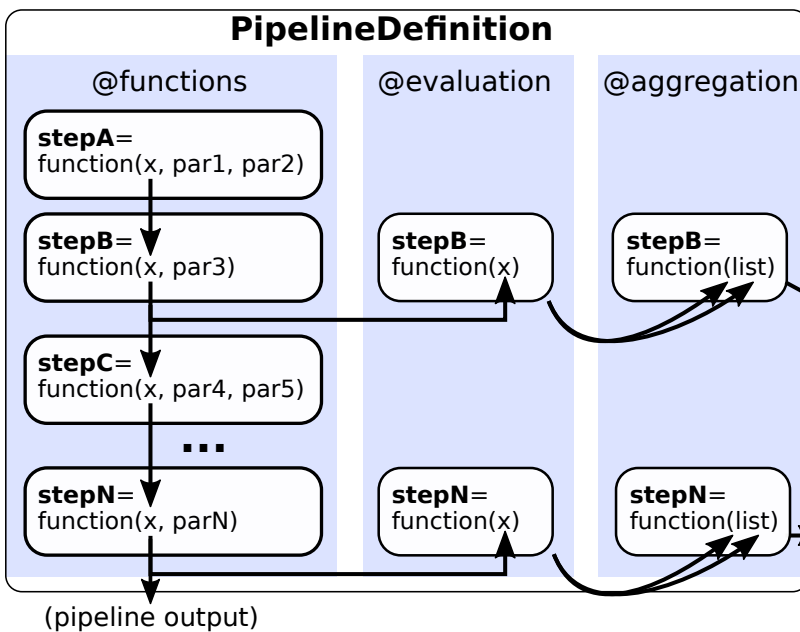 PipelineDefinition
@functions
@evaluation
@aggregation
stepA=
function(x, par1, par2)
stepB=
function(x, par3)
stepB=
function(x)
stepB=
function(list)
stepC=
function(x, par4, par5)
...
stepN=
function(x, parN)
stepN=
function(x)
stepN=
function(list)
(pipeline output)